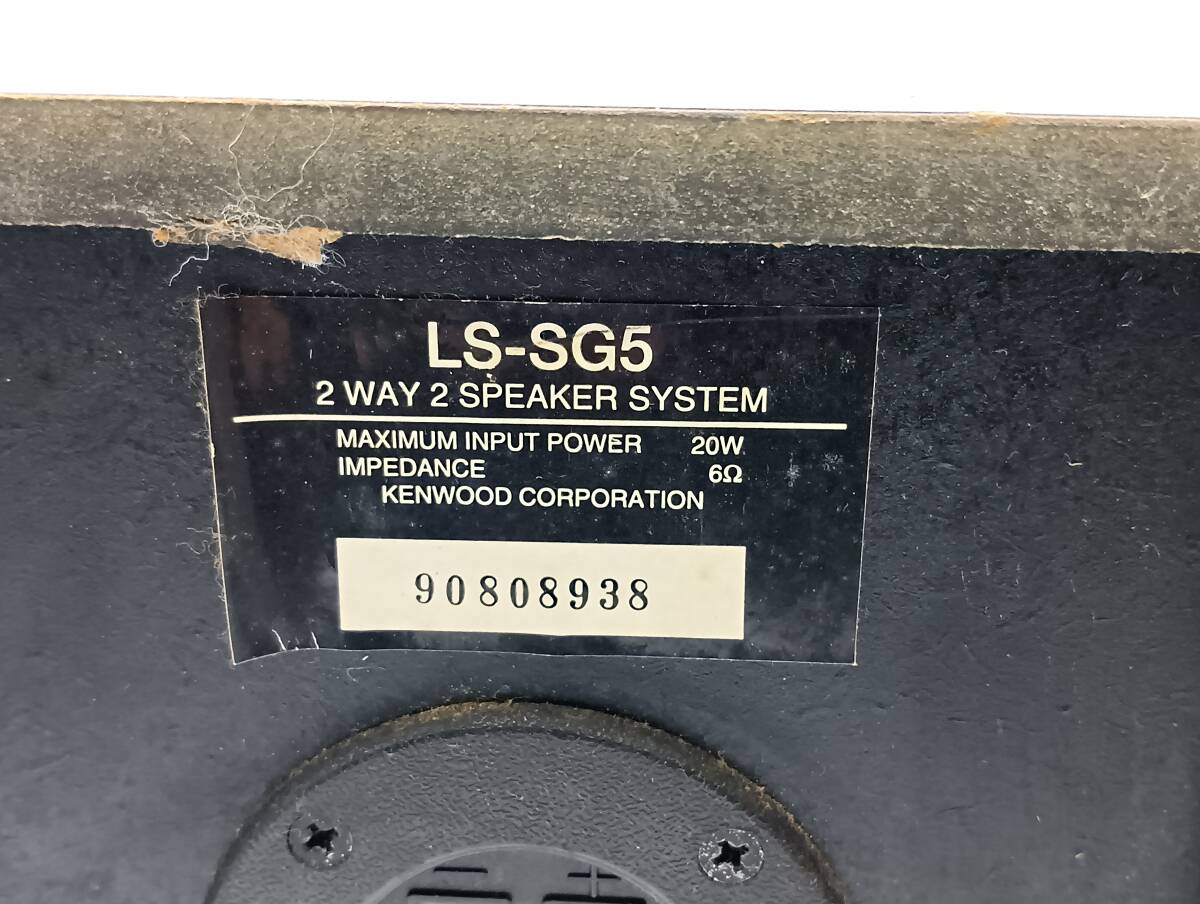 LS-SG5
2 WAY 2 SPEAKER SYSTEM
MAXIMUM INPUT POWER 20W
IMPEDANCE 6Ω
KENWOOD CORPORATION
90808938